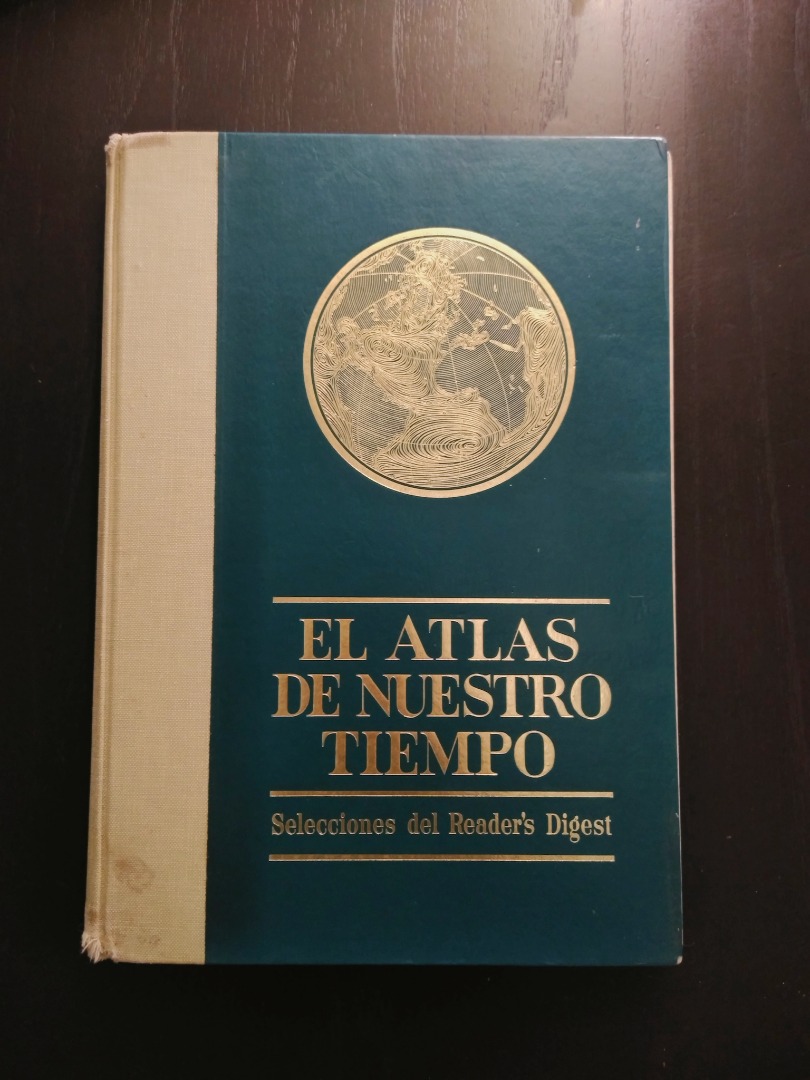 EL ATLAS
DE NUESTRO
TIEMPO
Selecciones del Reader's Digest